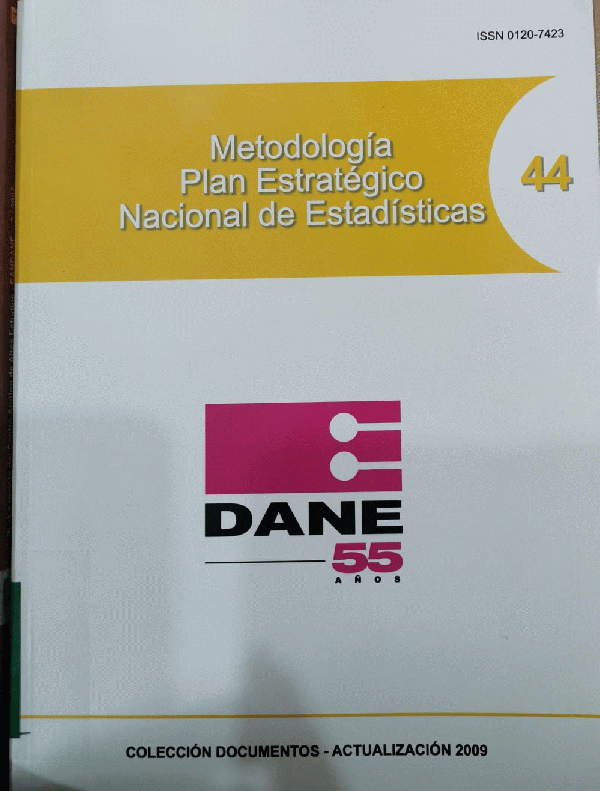 ISSN 0120-7423
Metodología
Plan Estratégico
Nacional de Estadísticas
44
DANE
55
AÑOS
COLECCIÓN DOCUMENTOS - ACTUALIZACIÓN 2009